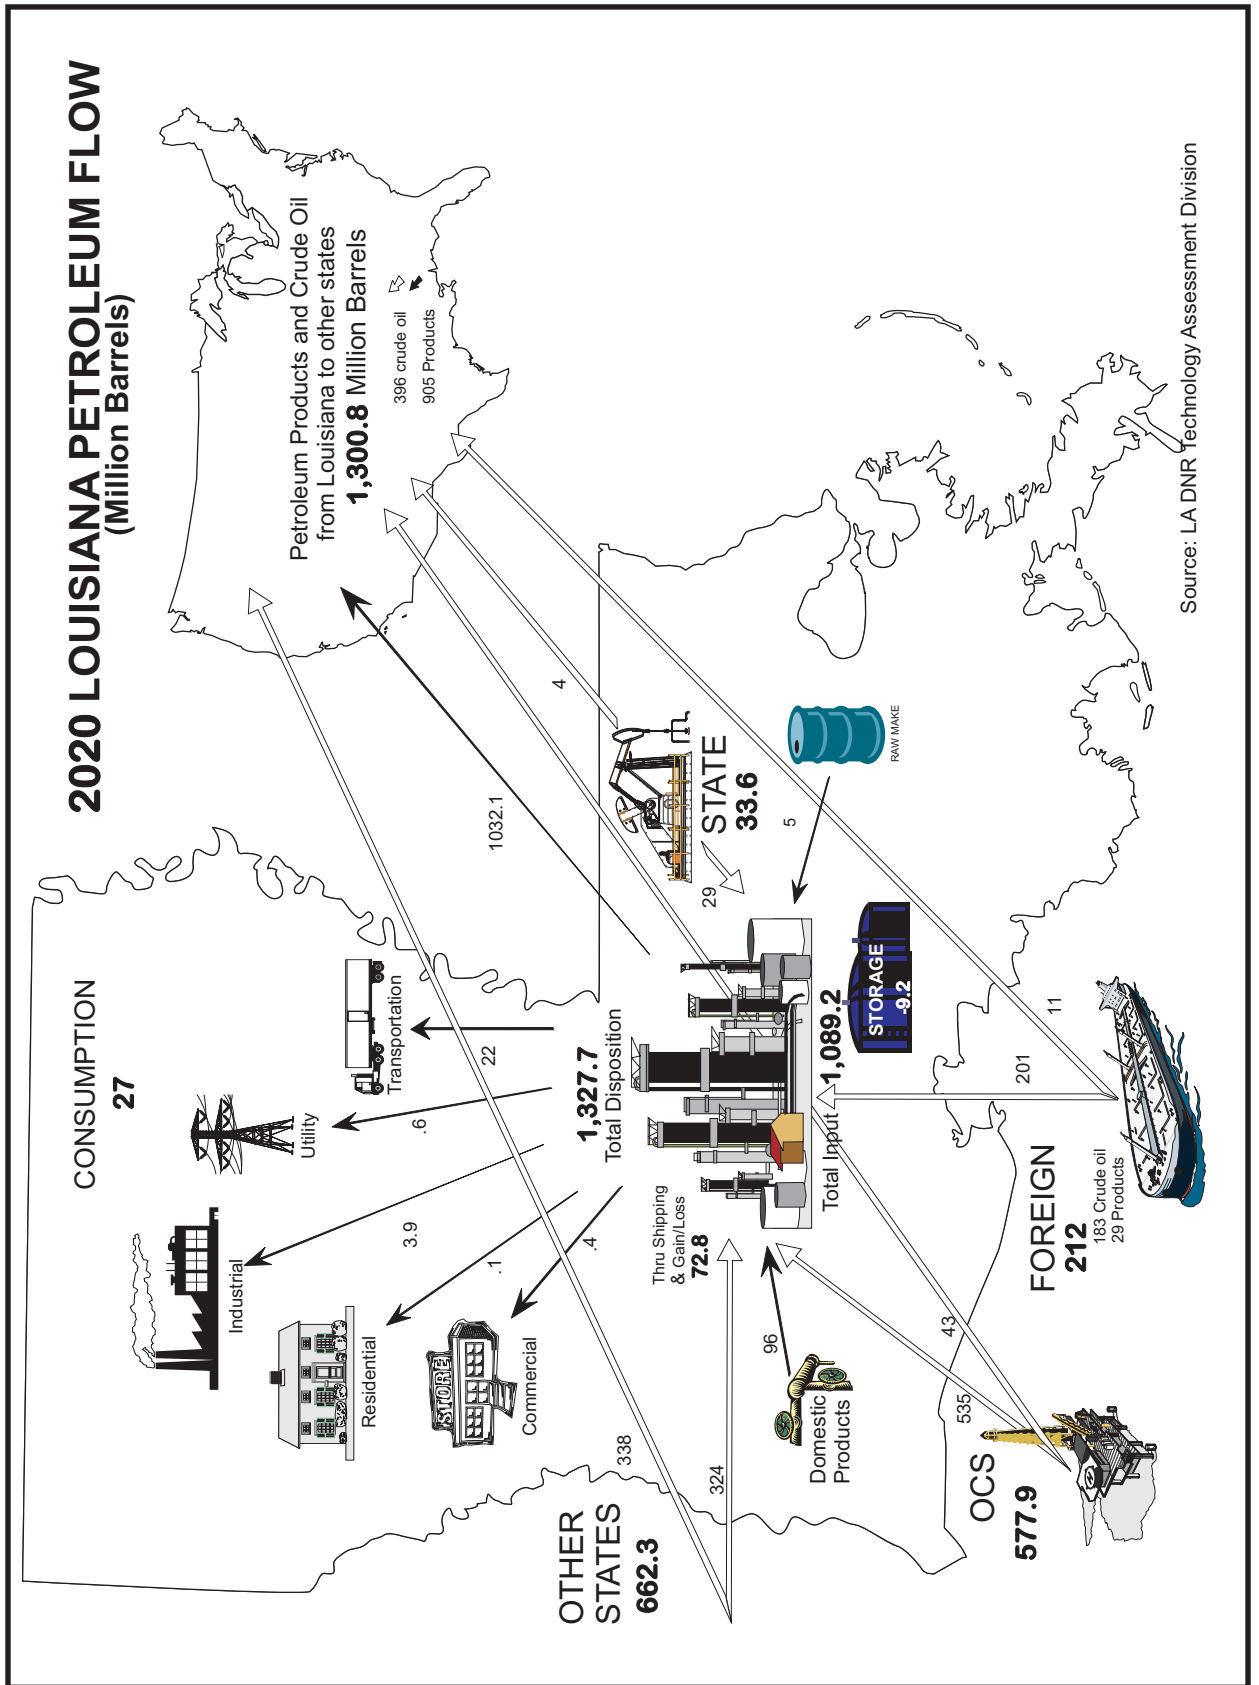 2020 LOUISIANA PETROLEUM FLOW
(Million Barrels)
CONSUMPTION
27
Transportation
Utility
Industrial
Residential
STORE
Commercial
22
.6
3.9
.1
.4
1032.1
Petroleum Products and Crude Oil
from Louisiana to other states
1,300.8 Million Barrels
396 crude oil
905 Products
1,327.7
Total Disposition
4
STATE
33.6
29
5
RAW MAKE
Thru Shipping
& Gain/Loss
72.8
Total Input 1,089.2
STORAGE
-9.2
OTHER
STATES
662.3
338
324
96
Domestic
Products
535
43
OCS
577.9
201
11
FOREIGN
212
183 Crude oil
29 Products
Source: LA DNR Technology Assessment Division